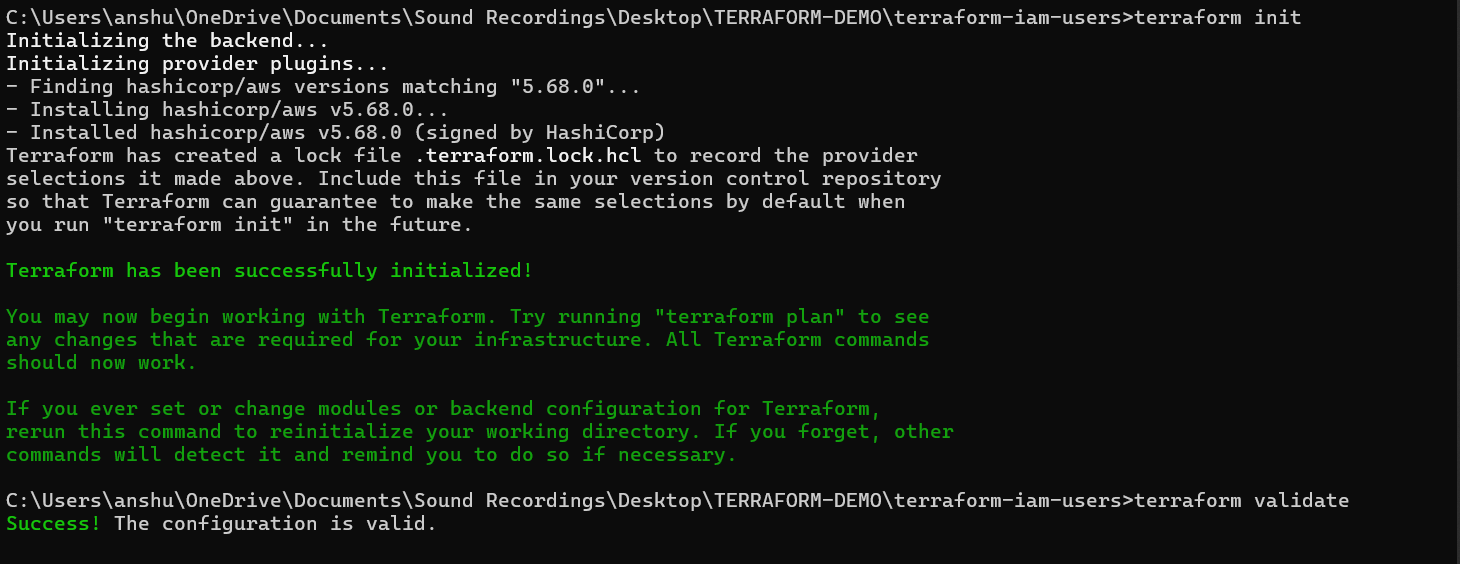 C:\Users\anshu\OneDrive\Documents\Sound Recordings\Desktop\TERRAFORM-DEMO\terraform-iam-users>terraform init
Initializing the backend...
Initializing provider plugins...
- Finding hashicorp/aws versions matching "5.68.0"...
- Installing hashicorp/aws v5.68.0...
- Installed hashicorp/aws v5.68.0 (signed by HashiCorp)
Terraform has created a lock file .terraform.lock.hcl to record the provider
selections it made above. Include this file in your version control repository
so that Terraform can guarantee to make the same selections by default when
you run "terraform init" in the future.
Terraform has been successfully initialized!
You may now begin working with Terraform. Try running "terraform plan" to see
any changes that are required for your infrastructure. All Terraform commands
should now work.
If you ever set or change modules or backend configuration for Terraform,
rerun this command to reinitialize your working directory. If you forget, other
commands will detect it and remind you to do so if necessary.
C:\Users\anshu\OneDrive\Documents\Sound Recordings\Desktop\TERRAFORM-DEMO\terraform-iam-users>terraform validate
Success! The configuration is valid.